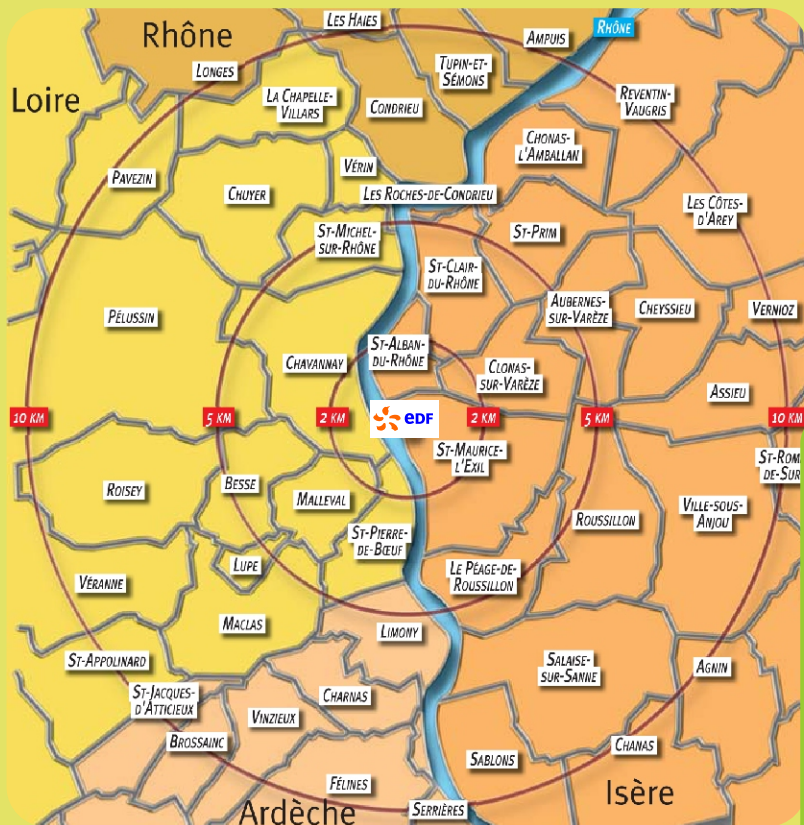 LES HAIES
RHÔNE
Rhône
AMPUIS
LONGES
TUPIN-ET-
SÉMONS
Loire
LA CHAPELLE-
VILLARS
CONDRIEU
REVENTIN-
VAUGRIS
CHONAS-
L'AMBALLAN
VÉRIN
PAVEZIN
CHUYER
LES ROCHES-DE-CONDRIEU
LES CÔTES-
D'AREY
ST-MICHEL-
SUR-RHÔNE
ST-PRIM
ST-CLAIR-
DU-RHÔNE
AUBERNES-
SUR-VARÈZE
CHEYSSIEU
VERNIOZ
PÉLUSSIN
ST-ALBAN-
DU-RHÔNE
CHAVANNAY
CLONAS-
SUR-VARÈZE
ASSIEU
10 KM
5 KM
2 KM
eDF
2 KM
5 KM
10 KM
ST-MAURICE-
L'EXIL
ST-ROM
DE-SUR
ROISEY
BESSE
MALLEVAL
VILLE-SOUS-
ANJOU
ROUSSILLON
ST-PIERRE-
DE-BŒUF
LUPE
LE PÉAGE-DE-
ROUSSILLON
VÉRANNE
MACLAS
LIMONY
ST-APPOLINARD
SALAISE-
SUR-SANNE
AGNIN
ST-JACQUES-
D'ATTICIEUX
CHARNAS
VINZIEUX
BROSSAINC
CHANAS
SABLONS
FÉLINES
Isère
Ardèche
SERRIÈRES